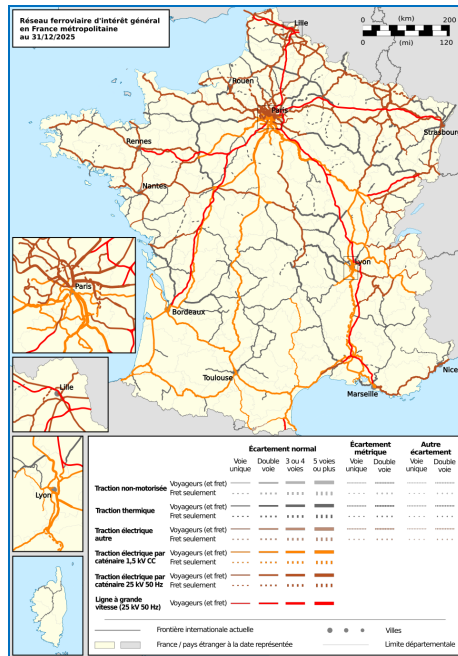 Réseau ferroviaire d'intérêt général
en France métropolitaine
au 31/12/2025
0 (km) 200
0 (mi) 120
Lille
Rouen
Paris
Strasbourg
Rennes
Nantes
Lyon
Bordeaux
Toulouse
Marseille
Nice
Paris
Lille
Lyon
Écartement normal
Écartement métrique
Autre écartement
Voie unique
Double voie
3 ou 4 voies
5 voies ou plus
Voie unique
Double voie
Voie unique
Double voie
Traction non-motorisée
Voyageurs (et fret)
Fret seulement
Traction thermique
Voyageurs (et fret)
Fret seulement
Traction électrique autre
Voyageurs (et fret)
Fret seulement
Traction électrique par caténaire 1,5 kV CC
Voyageurs (et fret)
Fret seulement
Traction électrique par caténaire 25 kV 50 Hz
Voyageurs (et fret)
Fret seulement
Ligne à grande vitesse (25 kV 50 Hz)
Voyageurs (et fret)
Frontière internationale actuelle
Villes
France / pays étranger à la date représentée
Limite départementale